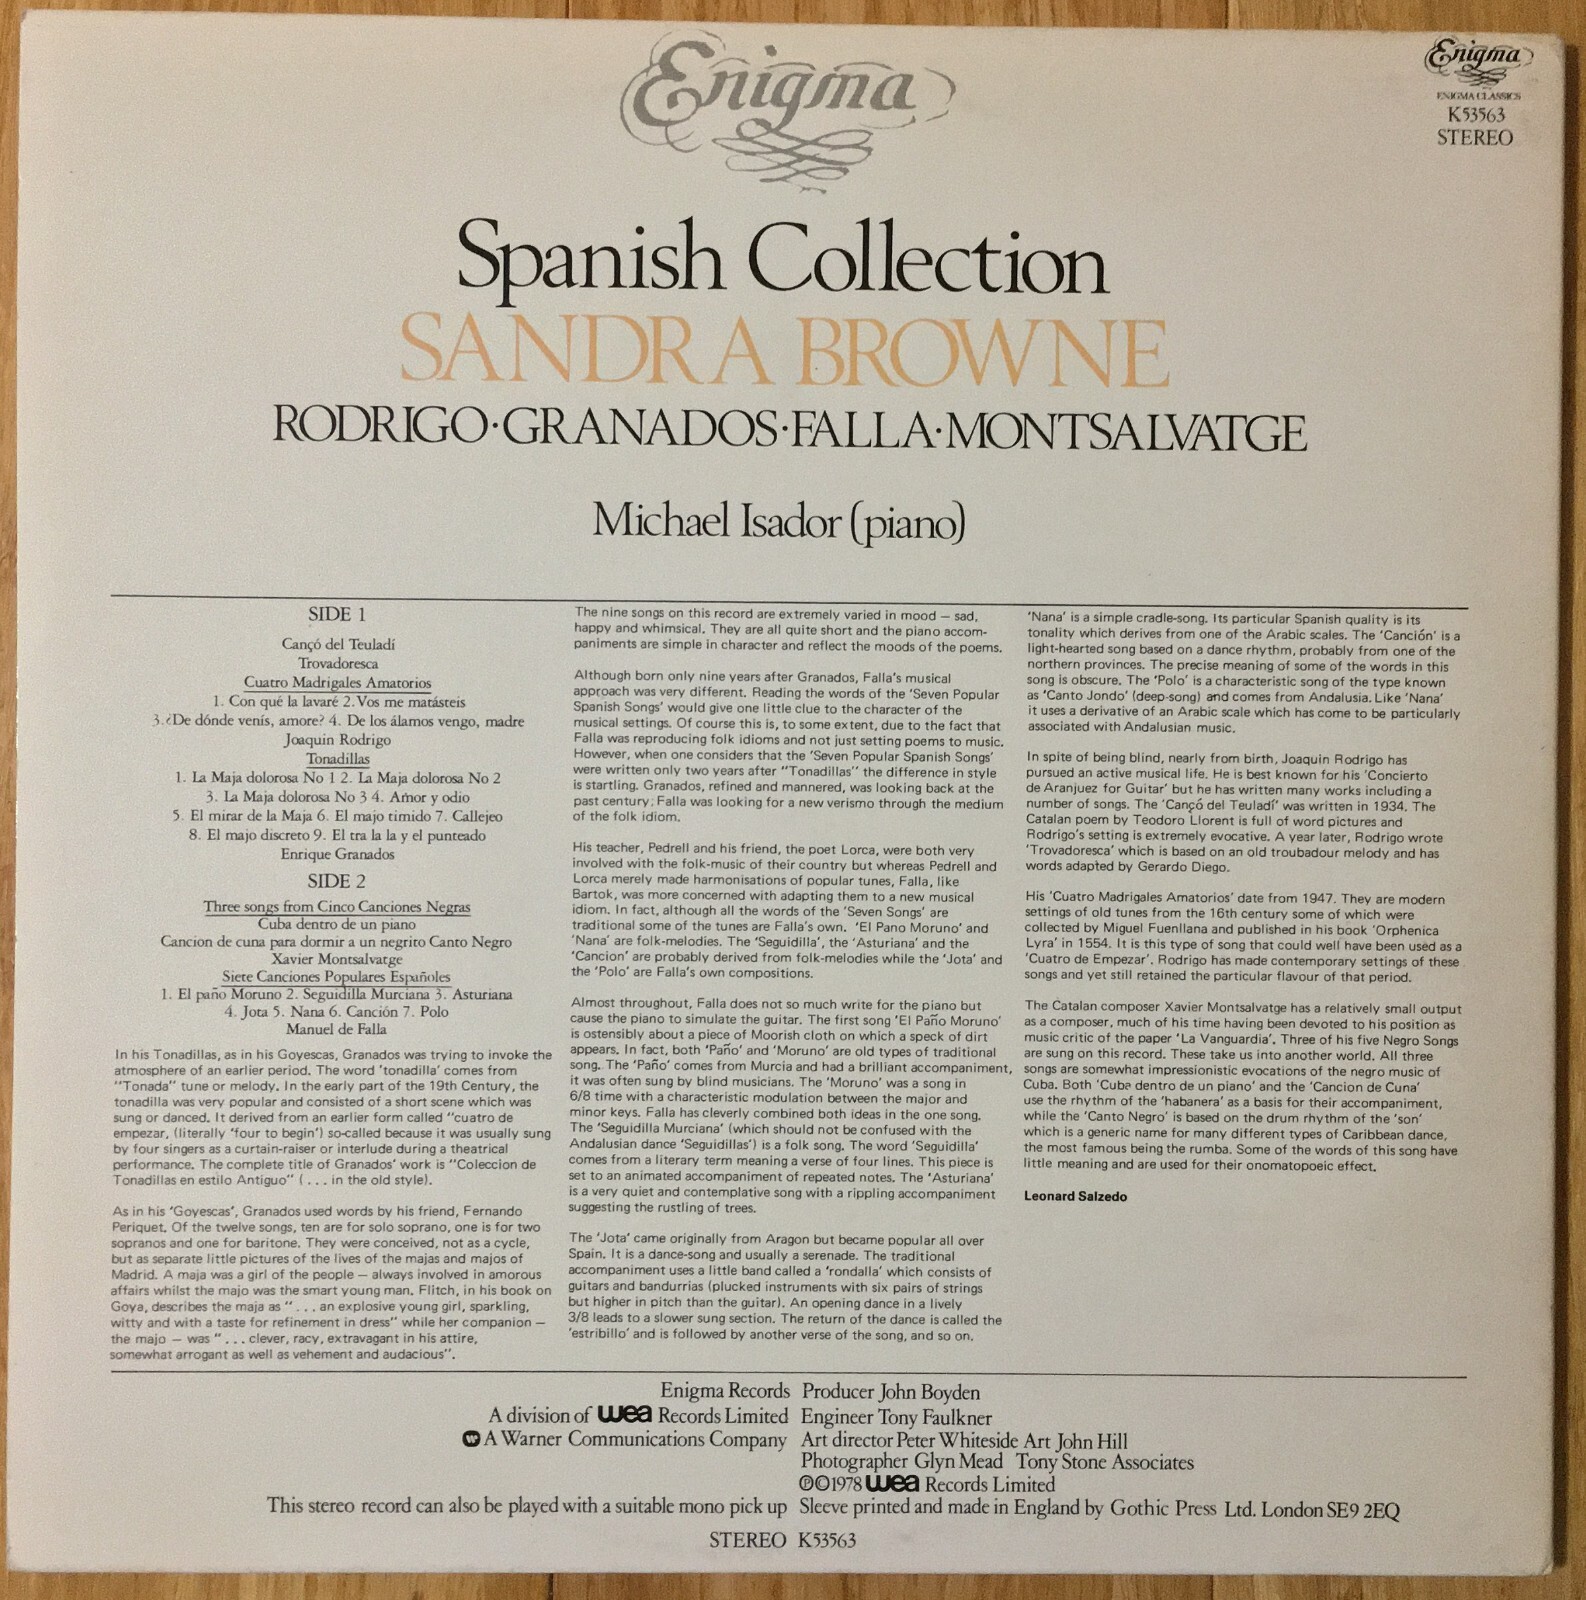 Enigma
Enigma
ENIGMA CLASSICS
K53563
STEREO
Spanish Collection
SANDRA BROWNE
RODRIGO·GRANADOS·FALLA·MONTSALVATGE
Michael Isador (piano)
SIDE 1
Cançó del Teuladí
Trovadoresca
Cuatro Madrigales Amatorios
1. Con qué la lavaré 2. Vos me matásteis
3. ¿De dónde venís, amore? 4. De los álamos vengo, madre
Joaquin Rodrigo
Tonadillas
1. La Maja dolorosa No 1 2. La Maja dolorosa No 2
3. La Maja dolorosa No 3 4. Amor y odio
5. El mirar de la Maja 6. El majo timido 7. Callejeo
8. El majo discreto 9. El tra la la y el punteado
Enrique Granados
SIDE 2
Three songs from Cinco Canciones Negras
Cuba dentro de un piano
Cancion de cuna para dormir a un negrito Canto Negro
Xavier Montsalvatge
Siete Canciones Populares Españoles
1. El paño Moruno 2. Seguidilla Murciana 3. Asturiana
4. Jota 5. Nana 6. Canción 7. Polo
Manuel de Falla
In his Tonadillas, as in his Goyescas, Granados was trying to invoke the
atmosphere of an earlier period. The word 'tonadilla' comes from
"Tonada" tune or melody. In the early part of the 19th Century, the
tonadilla was very popular and consisted of a short scene which was
sung or danced. It derived from an earlier form called "cuatro de
empezar, (literally 'four to begin') so-called because it was usually sung
by four singers as a curtain-raiser or interlude during a theatrical
performance. The complete title of Granados' work is "Coleccion de
Tonadillas en estilo Antiguo" (. . . in the old style).
As in his 'Goyescas', Granados used words by his friend, Fernando
Periquet. Of the twelve songs, ten are for solo soprano, one is for two
sopranos and one for baritone. They were conceived, not as a cycle,
but as separate little pictures of the lives of the majas and majos of
Madrid. A maja was a girl of the people — always involved in amorous
affairs whilst the majo was the smart young man. Flitch, in his book on
Goya, describes the maja as " . . . an explosive young girl, sparkling,
witty and with a taste for refinement in dress" while her companion —
the majo — was " . . . clever, racy, extravagant in his attire,
somewhat arrogant as well as vehement and audacious".
The nine songs on this record are extremely varied in mood — sad,
happy and whimsical. They are all quite short and the piano accom-
paniments are simple in character and reflect the moods of the poems.
Although born only nine years after Granados, Falla's musical
approach was very different. Reading the words of the 'Seven Popular
Spanish Songs' would give one little clue to the character of the
musical settings. Of course this is, to some extent, due to the fact that
Falla was reproducing folk idioms and not just setting poems to music.
However, when one considers that the 'Seven Popular Spanish Songs'
were written only two years after "Tonadillas" the difference in style
is startling. Granados, refined and mannered, was looking back at the
past century; Falla was looking for a new verismo through the medium
of the folk idiom.
His teacher, Pedrell and his friend, the poet Lorca, were both very
involved with the folk-music of their country but whereas Pedrell and
Lorca merely made harmonisations of popular tunes, Falla, like
Bartok, was more concerned with adapting them to a new musical
idiom. In fact, although all the words of the 'Seven Songs' are
traditional some of the tunes are Falla's own. 'El Pano Moruno' and
'Nana' are folk-melodies. The 'Seguidilla', the 'Asturiana' and the
'Cancion' are probably derived from folk-melodies while the 'Jota' and
the 'Polo' are Falla's own compositions.
Almost throughout, Falla does not so much write for the piano but
cause the piano to simulate the guitar. The first song 'El Paño Moruno'
is ostensibly about a piece of Moorish cloth on which a speck of dirt
appears. In fact, both 'Paño' and 'Moruno' are old types of traditional
song. The 'Paño' comes from Murcia and had a brilliant accompaniment,
it was often sung by blind musicians. The 'Moruno' was a song in
6/8 time with a characteristic modulation between the major and
minor keys. Falla has cleverly combined both ideas in the one song.
The 'Seguidilla Murciana' (which should not be confused with the
Andalusian dance 'Seguidillas') is a folk song. The word 'Seguidilla'
comes from a literary term meaning a verse of four lines. This piece is
set to an animated accompaniment of repeated notes. The 'Asturiana'
is a very quiet and contemplative song with a rippling accompaniment
suggesting the rustling of trees.
The 'Jota' came originally from Aragon but became popular all over
Spain. It is a dance-song and usually a serenade. The traditional
accompaniment uses a little band called a 'rondalla' which consists of
guitars and bandurrias (plucked instruments with six pairs of strings
but higher in pitch than the guitar). An opening dance in a lively
3/8 leads to a slower sung section. The return of the dance is called the
'estribillo' and is followed by another verse of the song, and so on.
'Nana' is a simple cradle-song. Its particular Spanish quality is its
tonality which derives from one of the Arabic scales. The 'Canción' is a
light-hearted song based on a dance rhythm, probably from one of the
northern provinces. The precise meaning of some of the words in this
song is obscure. The 'Polo' is a characteristic song of the type known
as 'Canto Jondo' (deep-song) and comes from Andalusia. Like 'Nana'
it uses a derivative of an Arabic scale which has come to be particularly
associated with Andalusian music.
In spite of being blind, nearly from birth, Joaquin Rodrigo has
pursued an active musical life. He is best known for his 'Concierto
de Aranjuez for Guitar' but he has written many works including a
number of songs. The 'Cançó del Teuladí' was written in 1934. The
Catalan poem by Teodoro Llorent is full of word pictures and
Rodrigo's setting is extremely evocative. A year later, Rodrigo wrote
'Trovadoresca' which is based on an old troubadour melody and has
words adapted by Gerardo Diego.
His 'Cuatro Madrigales Amatorios' date from 1947. They are modern
settings of old tunes from the 16th century some of which were
collected by Miguel Fuenllana and published in his book 'Orphenica
Lyra' in 1554. It is this type of song that could well have been used as a
'Cuatro de Empezar'. Rodrigo has made contemporary settings of these
songs and yet still retained the particular flavour of that period.
The Catalan composer Xavier Montsalvatge has a relatively small output
as a composer, much of his time having been devoted to his position as
music critic of the paper 'La Vanguardia'. Three of his five Negro Songs
are sung on this record. These take us into another world. All three
songs are somewhat impressionistic evocations of the negro music of
Cuba. Both 'Cuba dentro de un piano' and the 'Cancion de Cuna'
use the rhythm of the 'habanera' as a basis for their accompaniment,
while the 'Canto Negro' is based on the drum rhythm of the 'son'
which is a generic name for many different types of Caribbean dance,
the most famous being the rumba. Some of the words of this song have
little meaning and are used for their onomatopoeic effect.
Leonard Salzedo
Enigma Records Producer John Boyden
A division of wea Records Limited Engineer Tony Faulkner
A Warner Communications Company Art director Peter Whiteside Art John Hill
Photographer Glyn Mead Tony Stone Associates
℗©1978 wea Records Limited
This stereo record can also be played with a suitable mono pick up Sleeve printed and made in England by Gothic Press Ltd. London SE9 2EQ
STEREO K53563